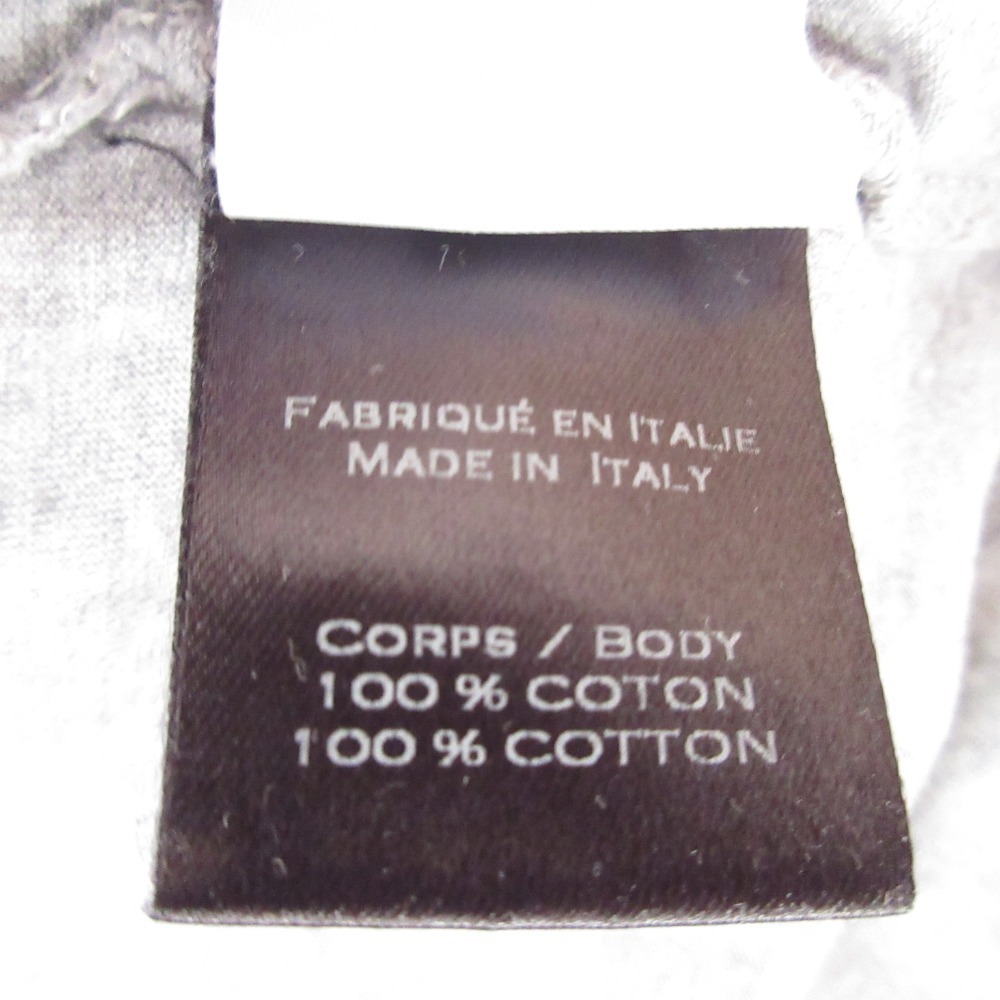 FABRIQUÉ EN ITALIE
MADE IN ITALY
CORPS / BODY
100 % COTON
100 % COTTON